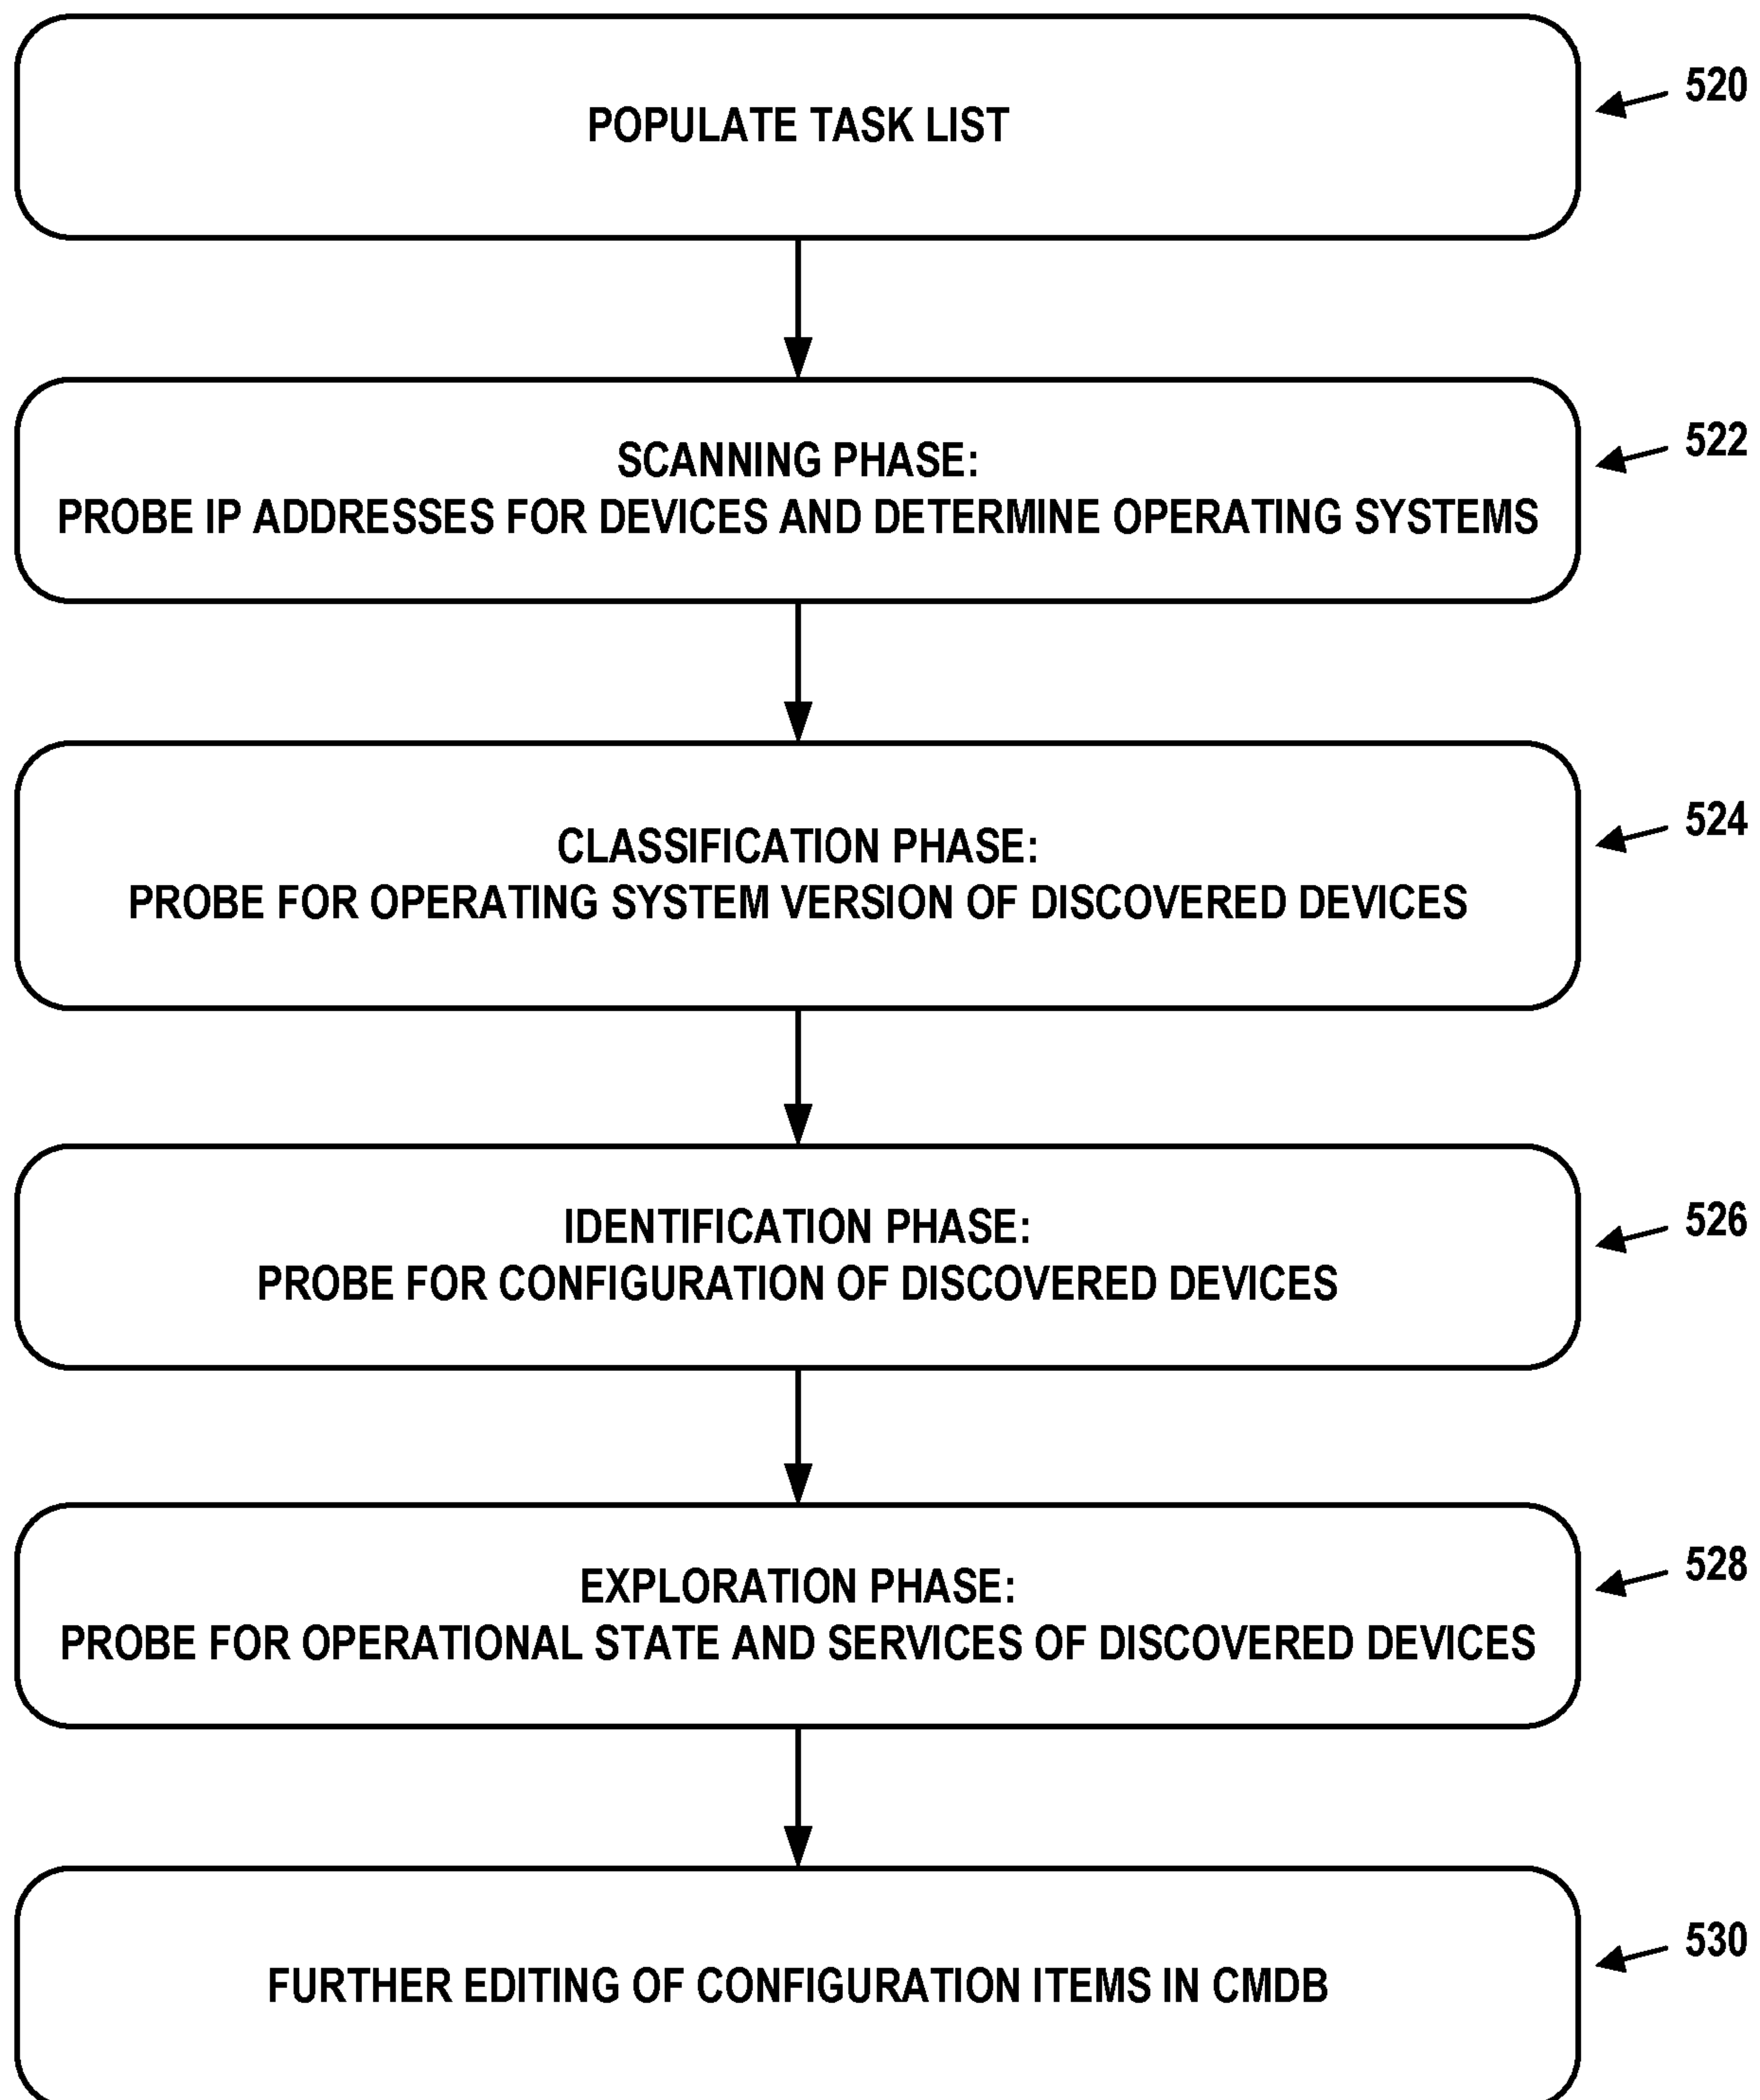 POPULATE TASK LIST
520
SCANNING PHASE:
PROBE IP ADDRESSES FOR DEVICES AND DETERMINE OPERATING SYSTEMS
522
CLASSIFICATION PHASE:
PROBE FOR OPERATING SYSTEM VERSION OF DISCOVERED DEVICES
524
IDENTIFICATION PHASE:
PROBE FOR CONFIGURATION OF DISCOVERED DEVICES
526
EXPLORATION PHASE:
PROBE FOR OPERATIONAL STATE AND SERVICES OF DISCOVERED DEVICES
528
FURTHER EDITING OF CONFIGURATION ITEMS IN CMDB
530